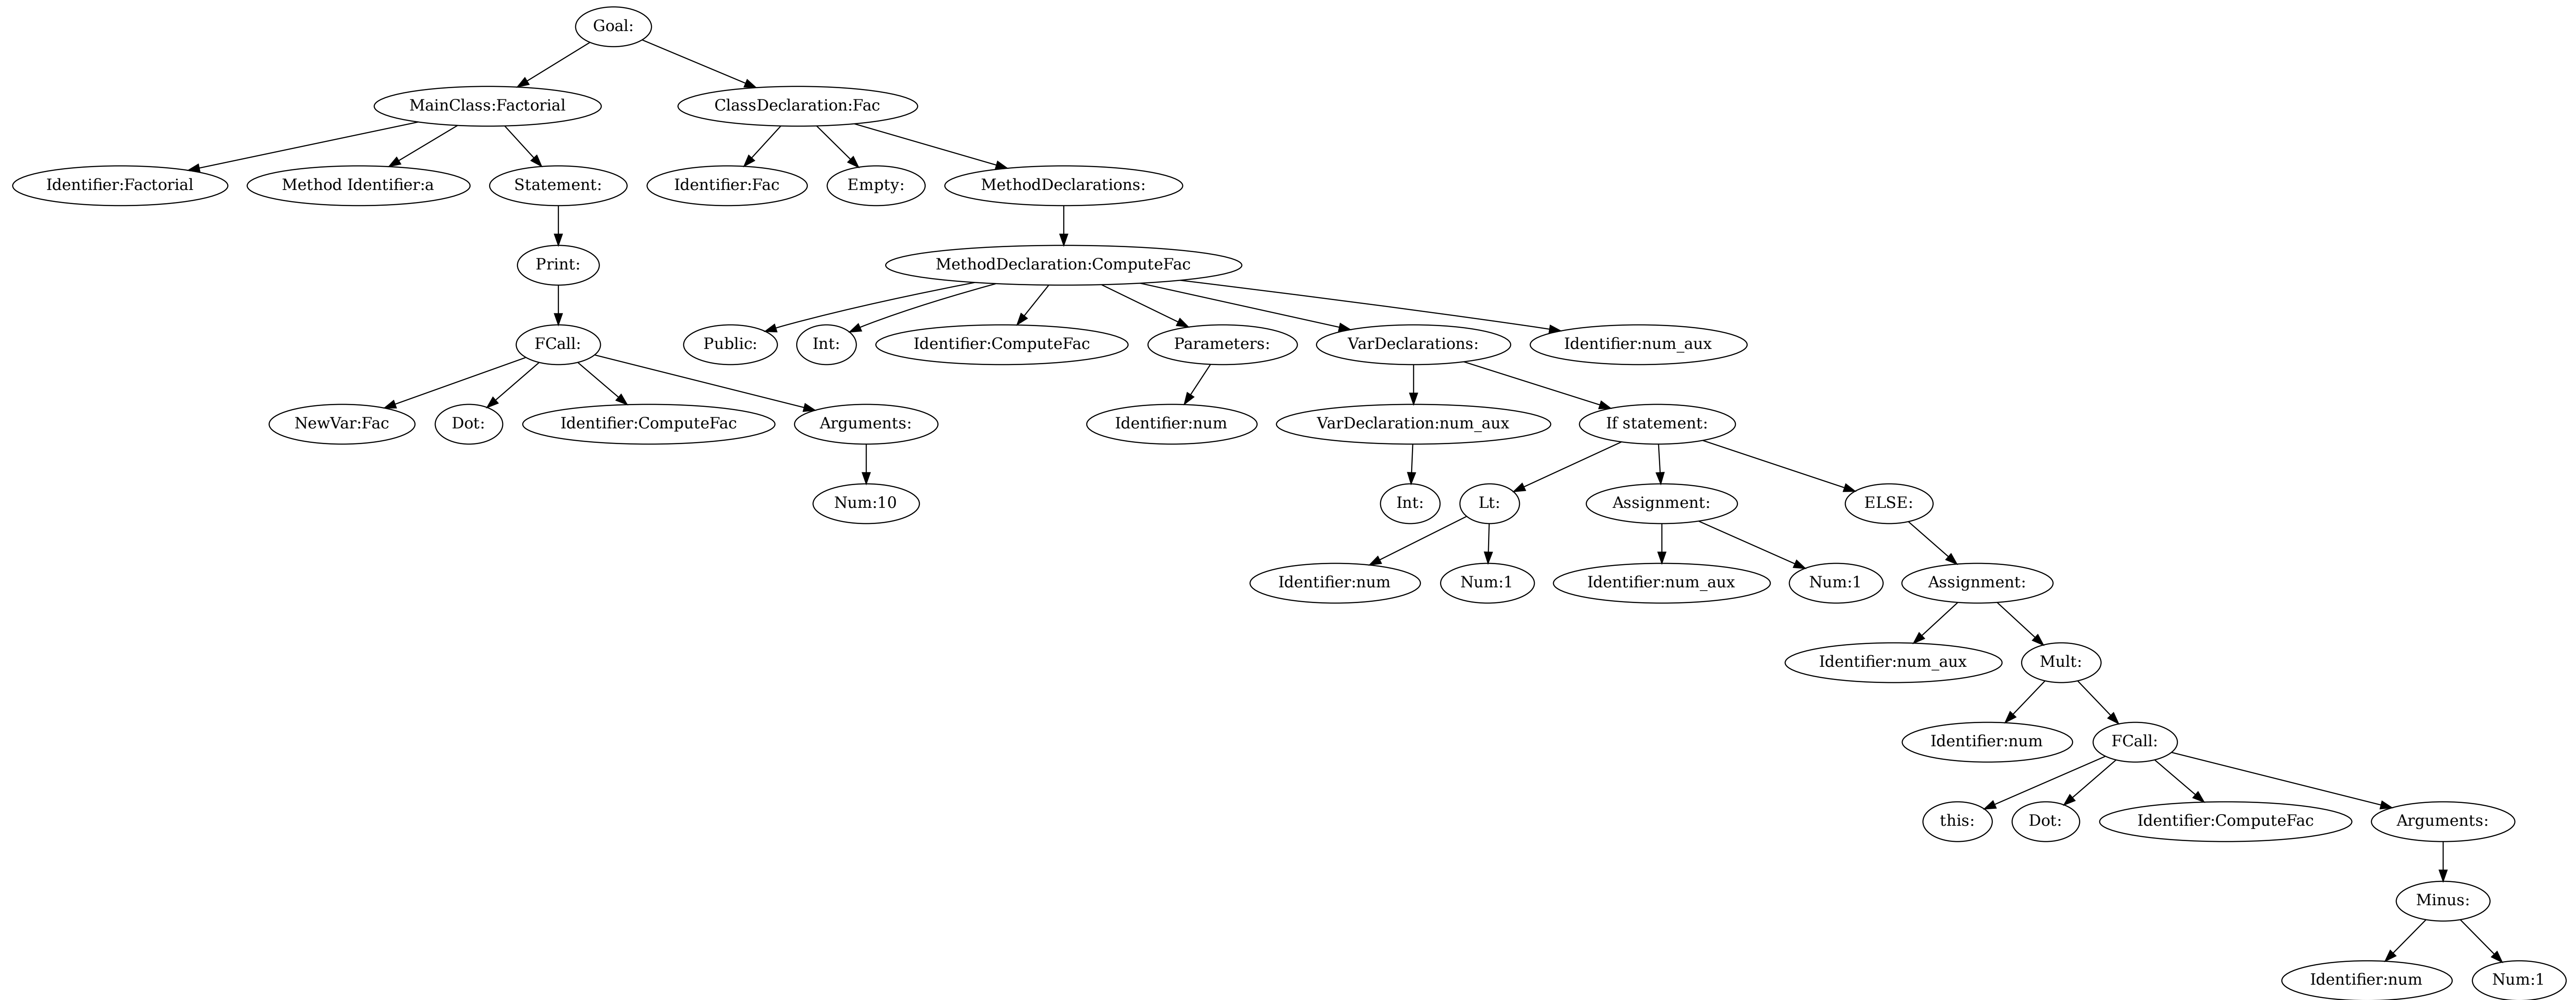 Goal:
MainClass:Factorial
ClassDeclaration:Fac
Identifier:Factorial
Method Identifier:a
Statement:
Identifier:Fac
Empty:
MethodDeclarations:
Print:
MethodDeclaration:ComputeFac
FCall:
Public:
Int:
Identifier:ComputeFac
Parameters:
VarDeclarations:
Identifier:num_aux
NewVar:Fac
Dot:
Identifier:ComputeFac
Arguments:
Identifier:num
VarDeclaration:num_aux
If statement:
Num:10
Int:
Lt:
Assignment:
ELSE:
Identifier:num
Num:1
Identifier:num_aux
Num:1
Assignment:
Identifier:num_aux
Mult:
Identifier:num
FCall:
this:
Dot:
Identifier:ComputeFac
Arguments:
Minus:
Identifier:num
Num:1